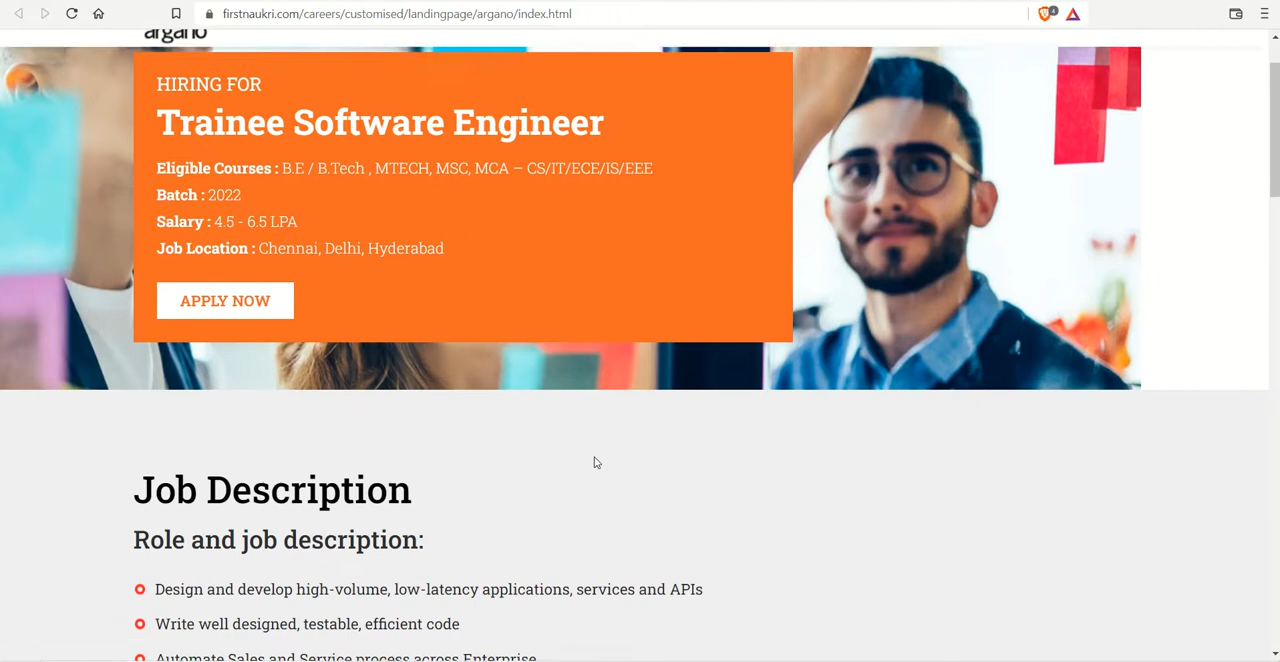 firstnaukri.com/careers/customised/landingpage/argano/index.html
4
argano
HIRING FOR
Trainee Software Engineer
Eligible Courses : B.E / B.Tech , MTECH, MSC, MCA – CS/IT/ECE/IS/EEE
Batch : 2022
Salary : 4.5 - 6.5 LPA
Job Location : Chennai, Delhi, Hyderabad
APPLY NOW
Job Description
Role and job description:
Design and develop high-volume, low-latency applications, services and APIs
Write well designed, testable, efficient code
Automate Sales and Service process across Enterprise